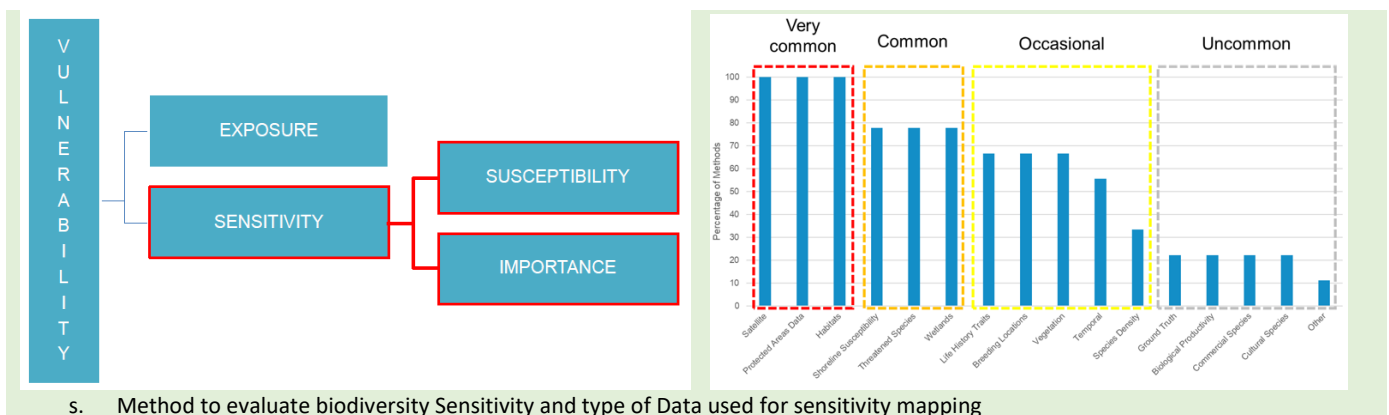 VULNERABILITY
EXPOSURE
SENSITIVITY
SUSCEPTIBILITY
IMPORTANCE
Very
common
Common
Occasional
Uncommon
Percentage of Methods
100
90
80
70
60
50
40
30
20
10
0
Satellite
Protected Areas Data
Habitats
Shoreline Susceptibility
Threatened Species
Wetlands
Life History Traits
Breeding Locations
Vegetation
Temporal
Species Density
Ground Truth
Biological Productivity
Commercial Species
Cultural Species
Other
s. Method to evaluate biodiversity Sensitivity and type of Data used for sensitivity mapping